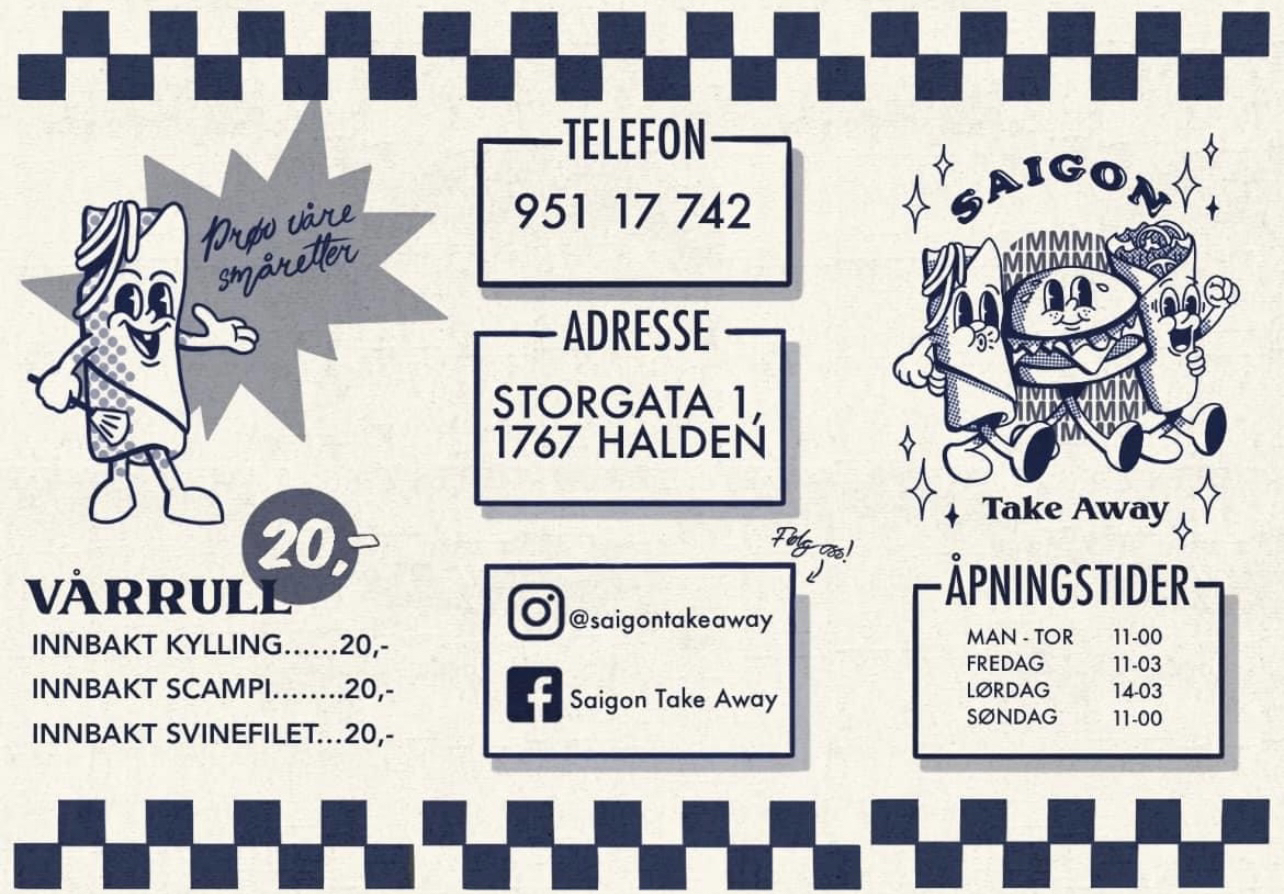 Prøv våre
småretter
20,-
VÅRRULL
INNBAKT KYLLING......20,-
INNBAKT SCAMPI........20,-
INNBAKT SVINEFILET...20,-
TELEFON
951 17 742
ADRESSE
STORGATA 1,
1767 HALDEN
Følg oss!
@saigontakeaway
Saigon Take Away
SAIGON
Take Away
ÅPNINGSTIDER
MAN - TOR 11-00
FREDAG 11-03
LØRDAG 14-03
SØNDAG 11-00